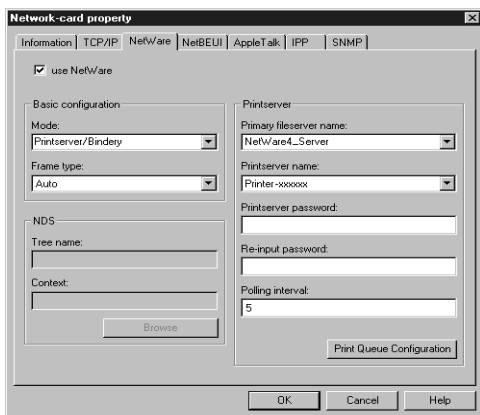 Network-card property
Information TCP/IP NetWare NetBEUI AppleTalk IPP SNMP
use NetWare
Basic configuration
Mode:
Printserver/Bindery
Frame type:
Auto
NDS
Tree name:
Context:
Browse
Printserver
Primary fileserver name:
NetWare4_Server
Printserver name:
Printer-xxxxxx
Printserver password:
Re-input password:
Polling interval:
5
Print Queue Configuration
OK Cancel Help